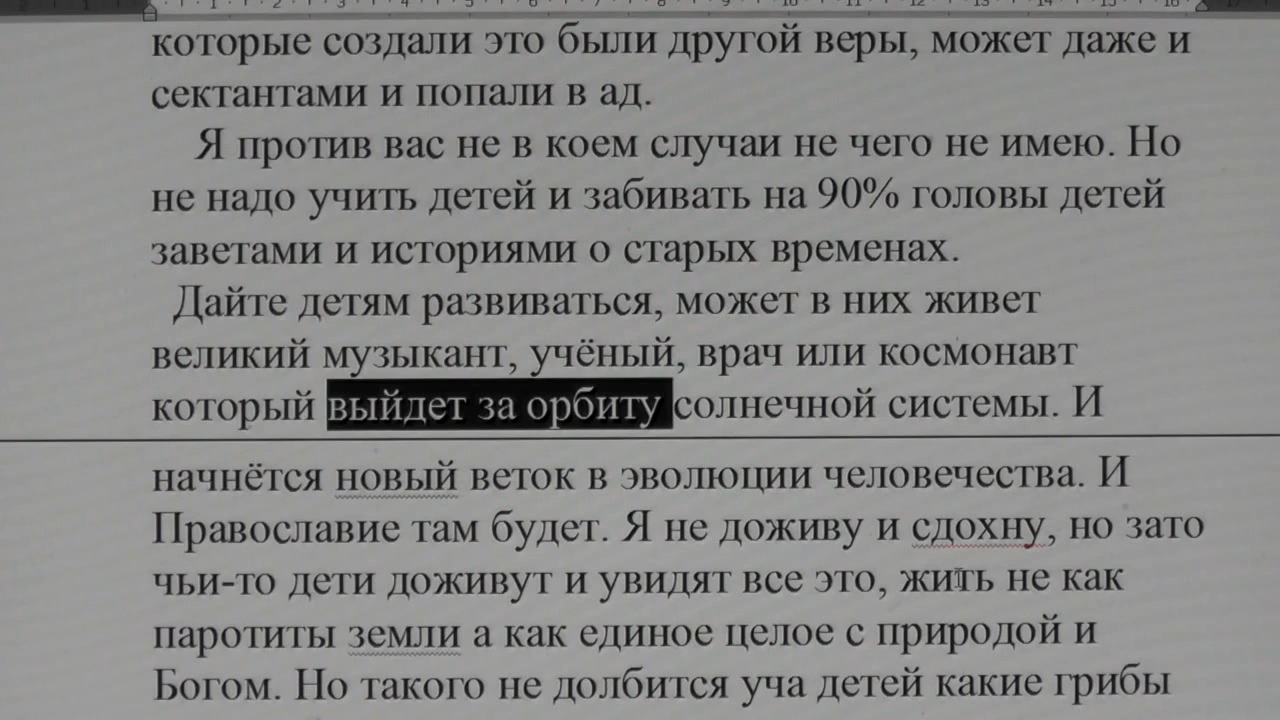 которые создали это были другой веры, может даже и
сектантами и попали в ад.
Я против вас не в коем случаи не чего не имею. Но
не надо учить детей и забивать на 90% головы детей
заветами и историями о старых временах.
Дайте детям развиваться, может в них живет
великий музыкант, учёный, врач или космонавт
который выйдет за орбиту солнечной системы. И
начнётся новый веток в эволюции человечества. И
Православие там будет. Я не доживу и сдохну, но зато
чьи-то дети доживут и увидят все это, жить не как
паротиты земли а как единое целое с природой и
Богом. Но такого не долбится уча детей какие грибы